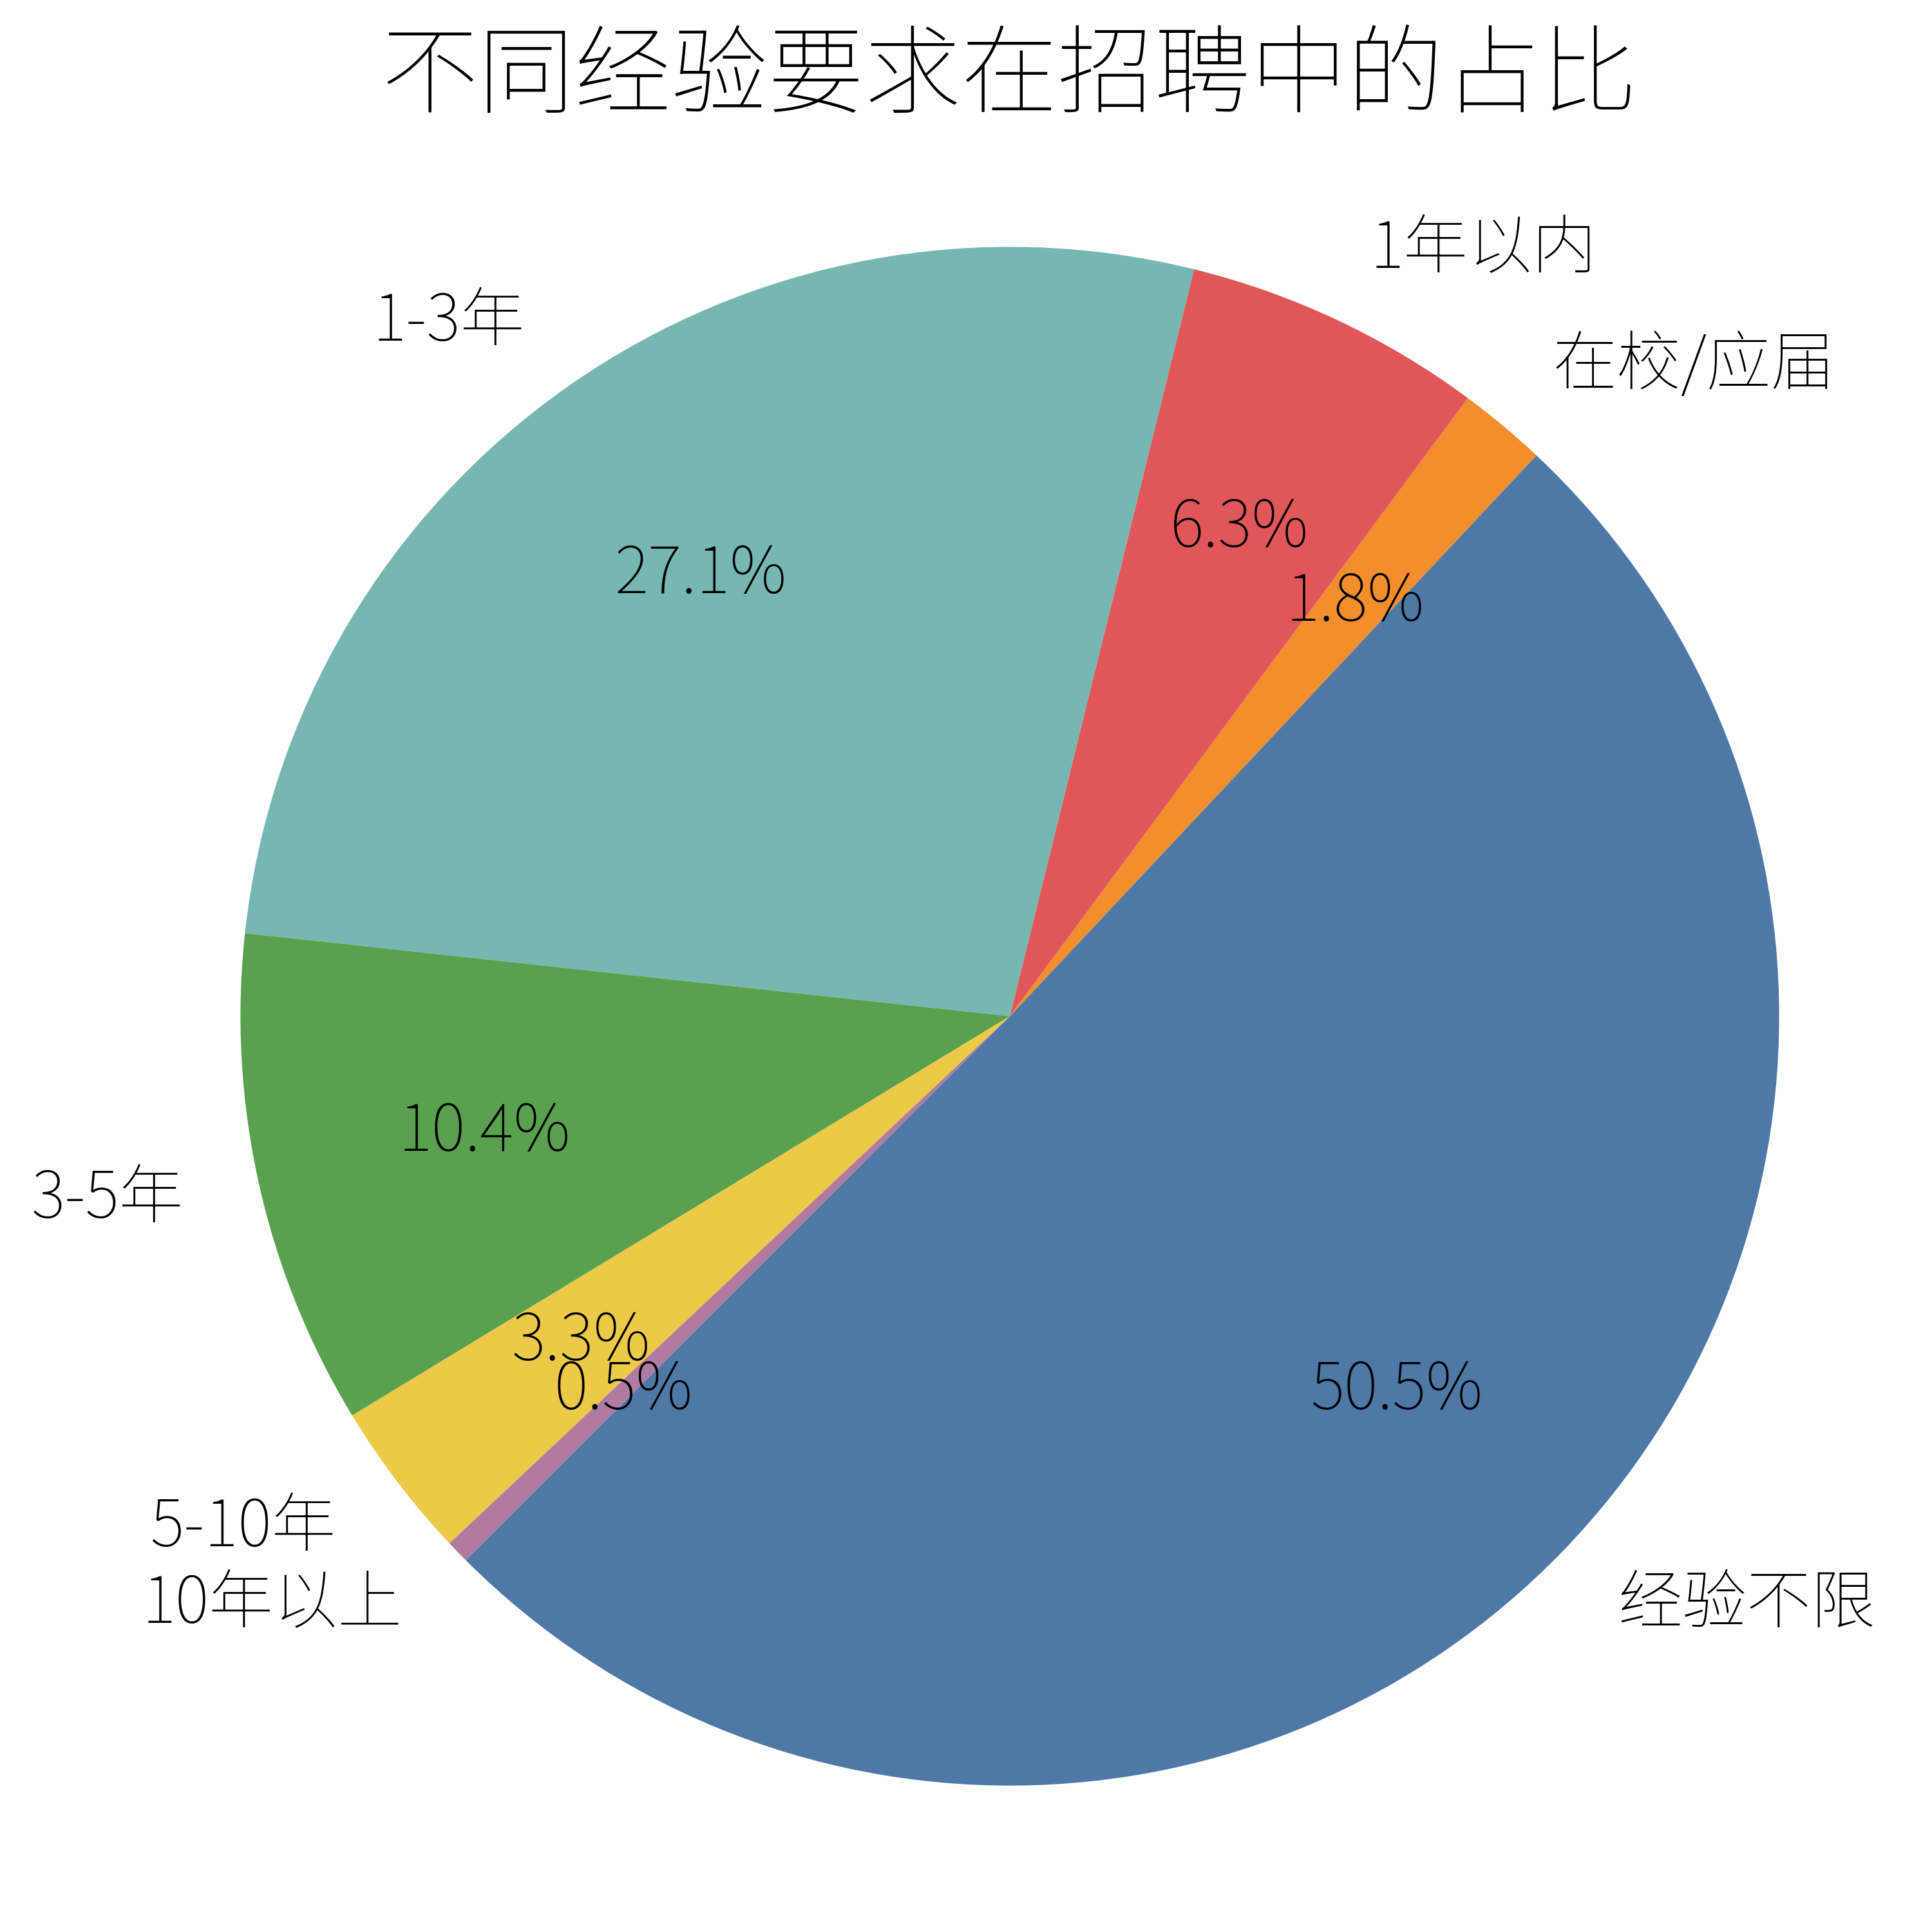 不同经验要求在招聘中的占比
1年以内
1-3年
在校/应届
6.3%
27.1%
1.8%
10.4%
3-5年
3.3%
0.5%
50.5%
5-10年
10年以上
经验不限